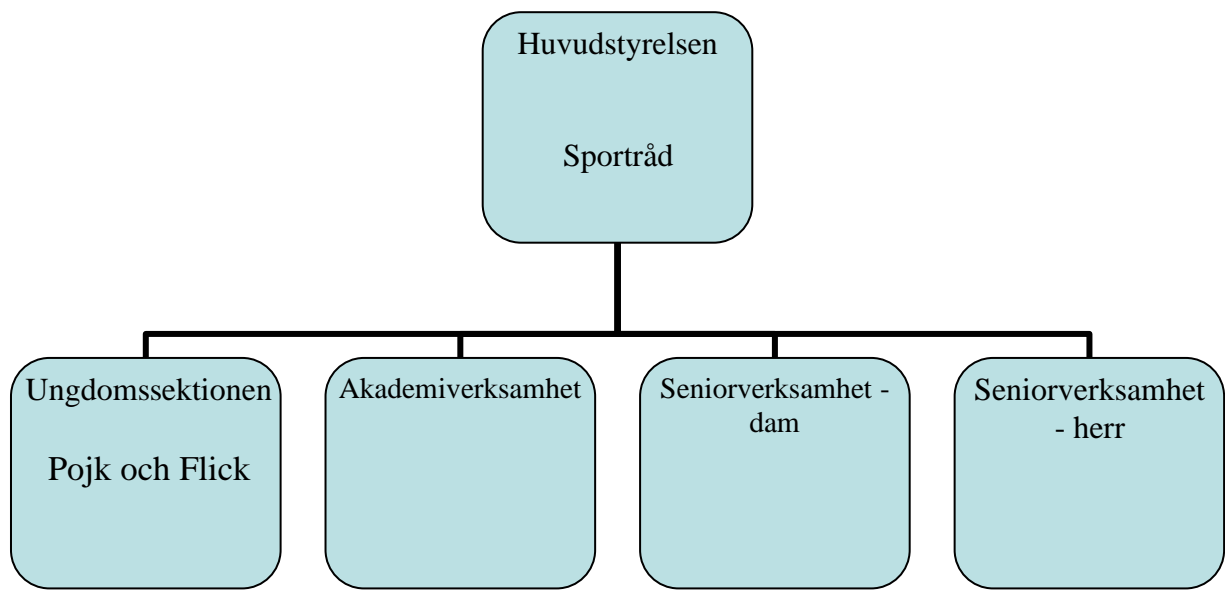 Huvudstyrelsen
Sportråd
Ungdomssektionen
Pojk och Flick
Akademiverksamhet
Seniorverksamhet -
dam
Seniorverksamhet
- herr